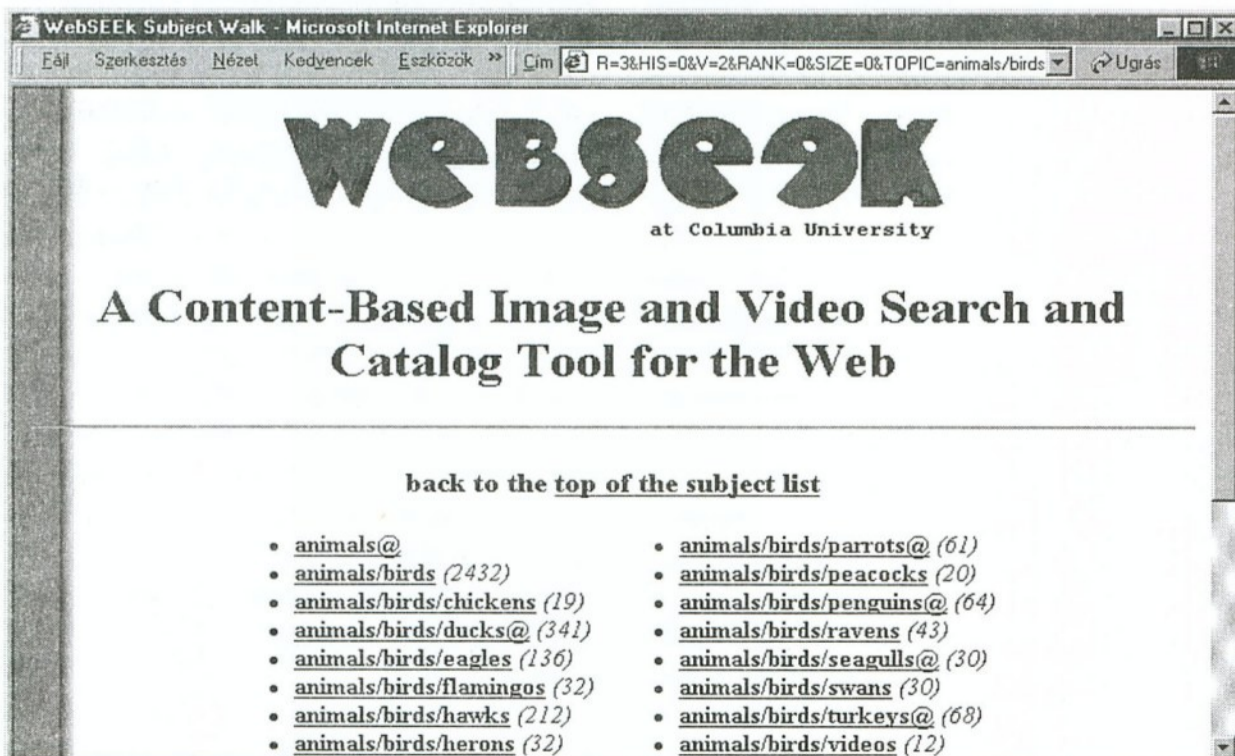 WebSEEk Subject Walk - Microsoft Internet Explorer
Fájl Szerkesztés Nézet Kedvencek Eszközök » Cím R=3&HIS=0&V=2&RANK=0&SIZE=0&TOPIC=animals/birds Ugrás
WEBSEEK
at Columbia University
A Content-Based Image and Video Search and
Catalog Tool for the Web
back to the top of the subject list
animals@
animals/birds (2432)
animals/birds/chickens (19)
animals/birds/ducks@ (341)
animals/birds/eagles (136)
animals/birds/flamingos (32)
animals/birds/hawks (212)
animals/birds/herons (32)
animals/birds/parrots@ (61)
animals/birds/peacocks (20)
animals/birds/penguins@ (64)
animals/birds/ravens (43)
animals/birds/seagulls@ (30)
animals/birds/swans (30)
animals/birds/turkeys@ (68)
animals/birds/videos (12)